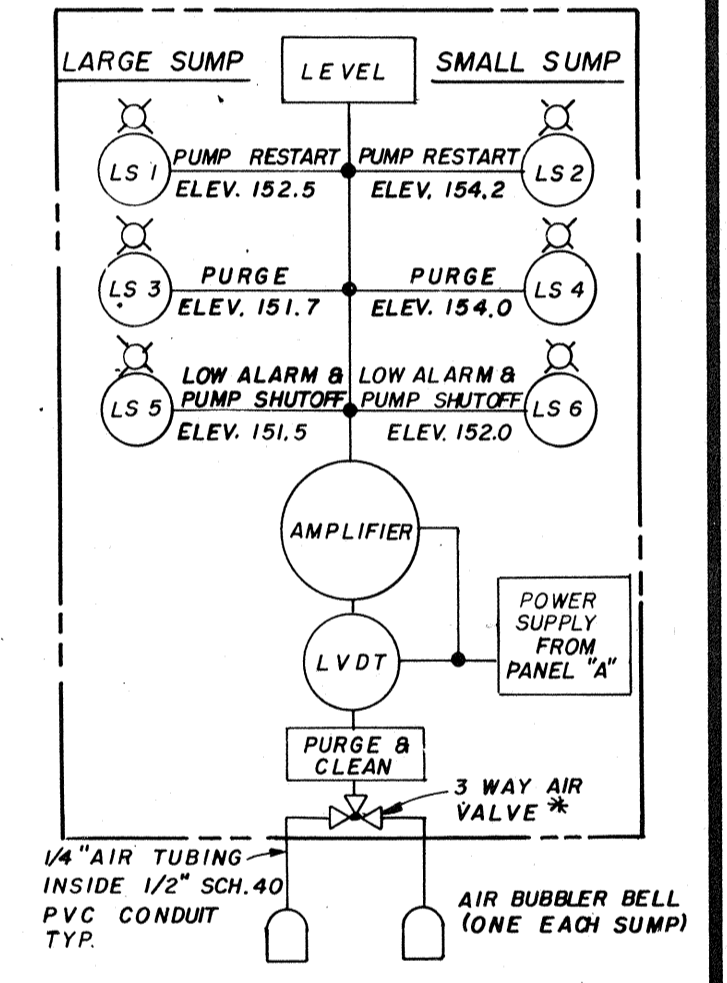 LARGE SUMP
LEVEL
SMALL SUMP
LS 1
PUMP RESTART
ELEV. 152.5
PUMP RESTART
ELEV. 154.2
LS 2
LS 3
PURGE
ELEV. 151.7
PURGE
ELEV. 154.0
LS 4
LS 5
LOW ALARM &
PUMP SHUTOFF
ELEV. 151.5
LOW ALARM &
PUMP SHUTOFF
ELEV. 152.0
LS 6
AMPLIFIER
POWER
SUPPLY
FROM
PANEL "A"
LVDT
PURGE &
CLEAN
3 WAY AIR
VALVE *
1/4" AIR TUBING
INSIDE 1/2" SCH. 40
PVC CONDUIT
TYP.
AIR BUBBLER BELL
(ONE EACH SUMP)